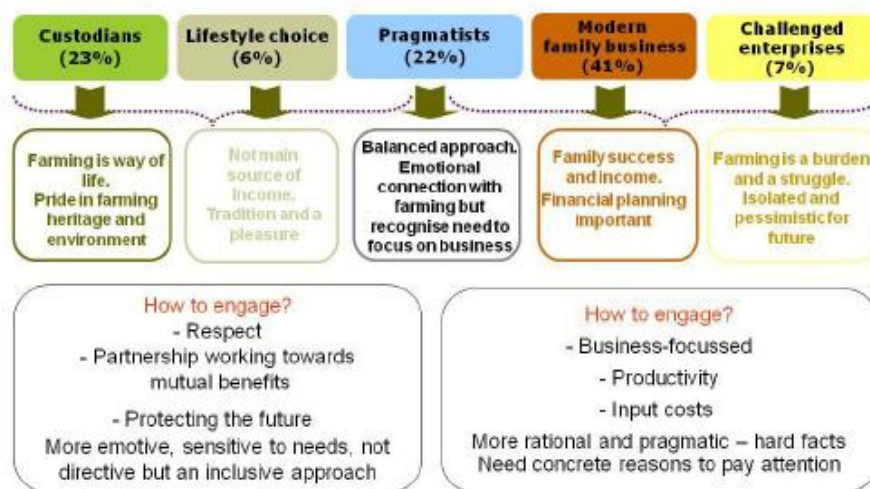 Custodians
(23%)
Lifestyle choice
(6%)
Pragmatists
(22%)
Modern
family business
(41%)
Challenged
enterprises
(7%)
Farming is way of
life.
Pride in farming
heritage and
environment
Not main
source of
Income.
Tradition and a
pleasure
Balanced approach.
Emotional
connection with
farming but
recognise need to
focus on business
Family success
and income.
Financial planning
important
Farming is a burden
and a struggle.
Isolated and
pessimistic for
future
How to engage?
- Respect
- Partnership working towards
mutual benefits
- Protecting the future
More emotive, sensitive to needs, not
directive but an inclusive approach
How to engage?
- Business-focussed
- Productivity
- Input costs
More rational and pragmatic – hard facts
Need concrete reasons to pay attention